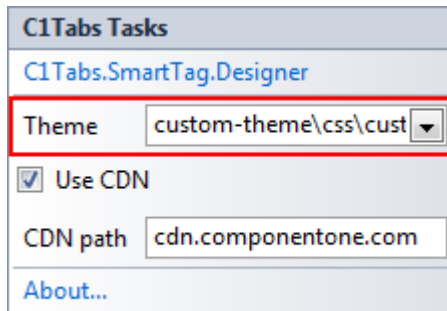 C1Tabs Tasks
C1Tabs.SmartTag.Designer
Theme custom-theme\css\cust
Use CDN
CDN path cdn.componentone.com
About...